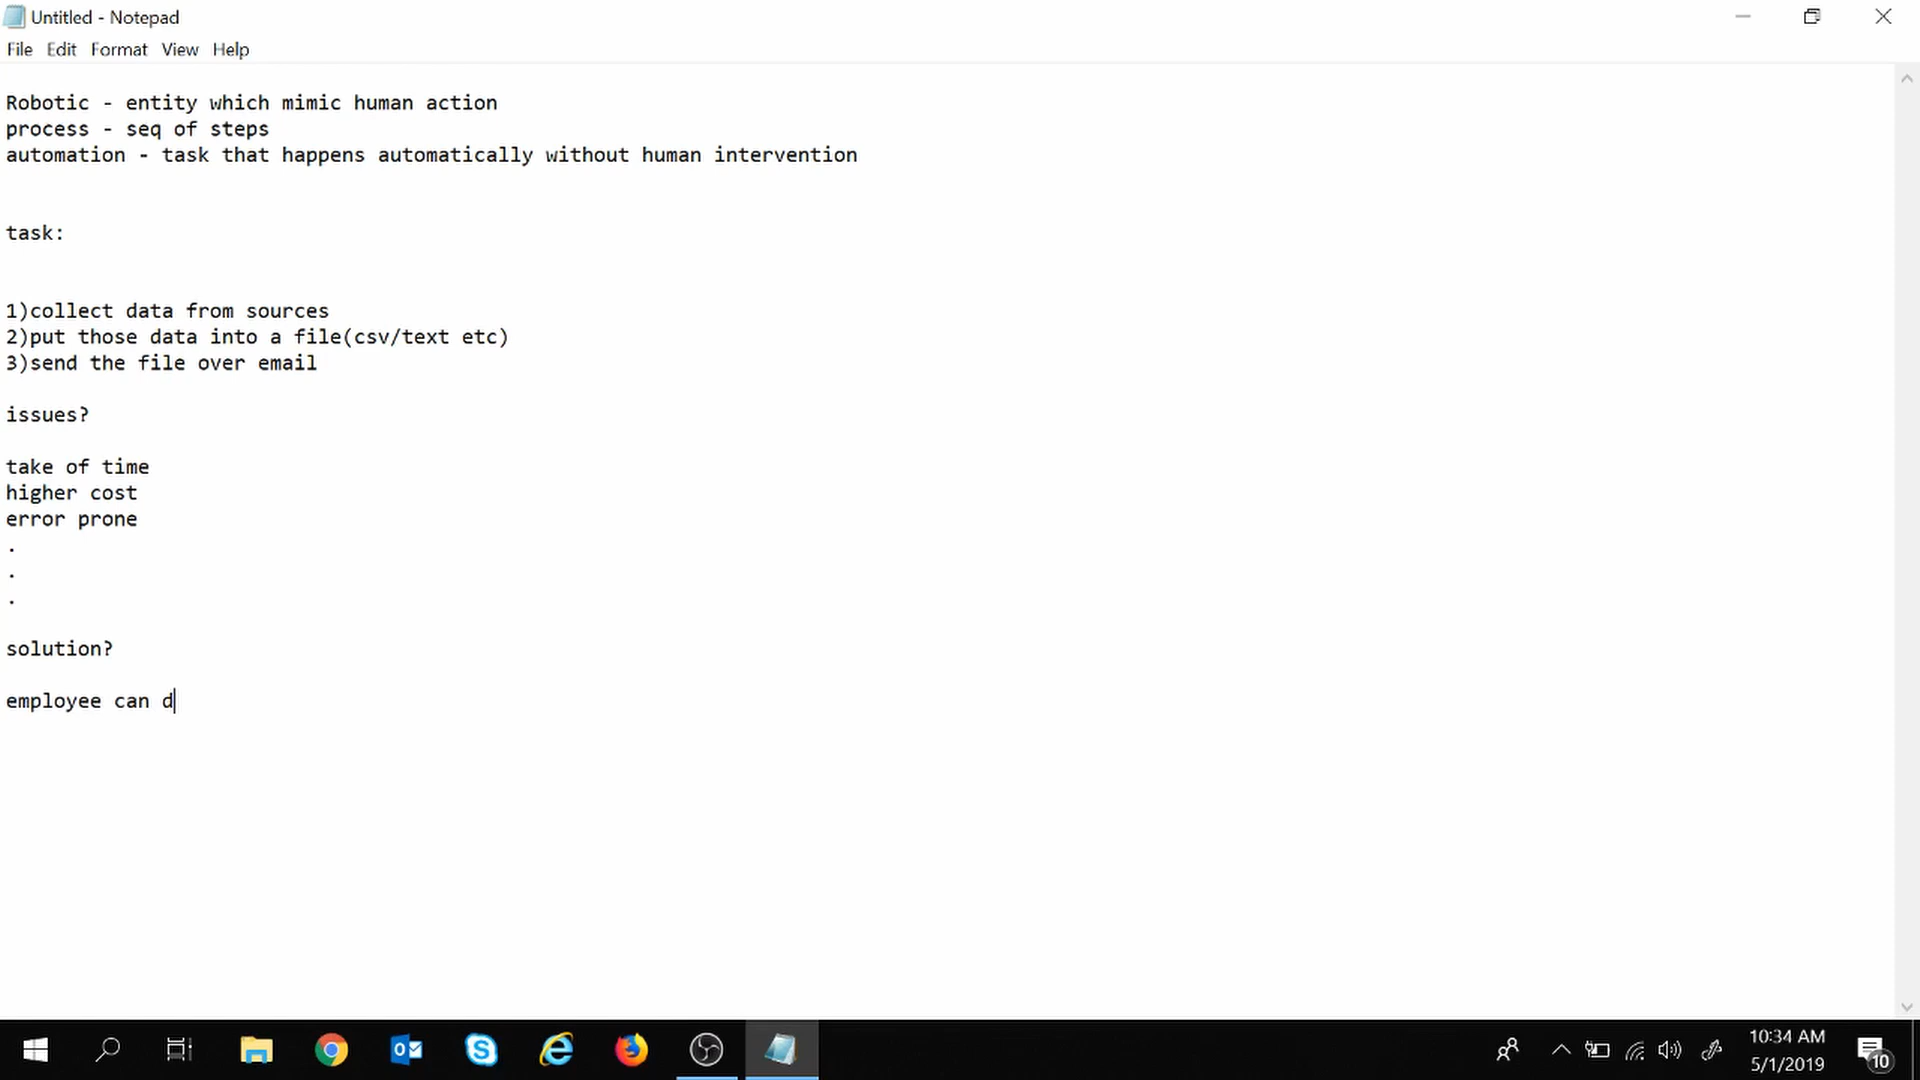 Untitled - Notepad
File Edit Format View Help
Robotic - entity which mimic human action
process - seq of steps
automation - task that happens automatically without human intervention
task:
1)collect data from sources
2)put those data into a file(csv/text etc)
3)send the file over email
issues?
take of time
higher cost
error prone
.
.
.
solution?
employee can d
10:34 AM
5/1/2019
10